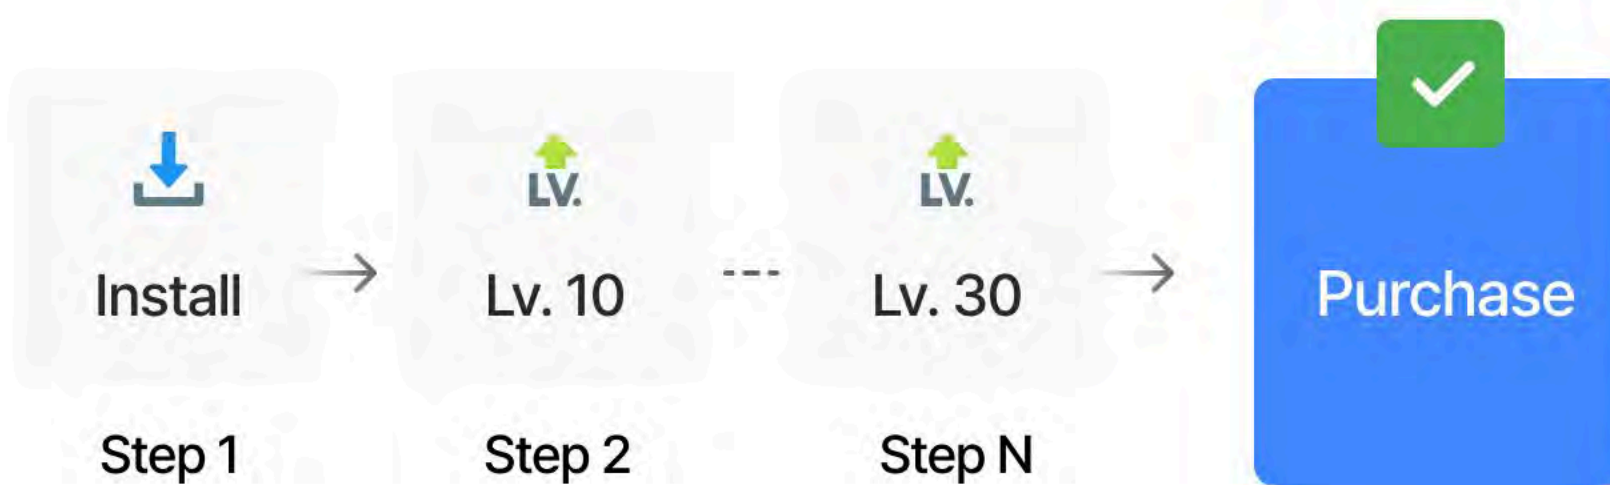 LV.
LV.
Install
Lv. 10
Lv. 30
Purchase
Step 1
Step 2
Step N